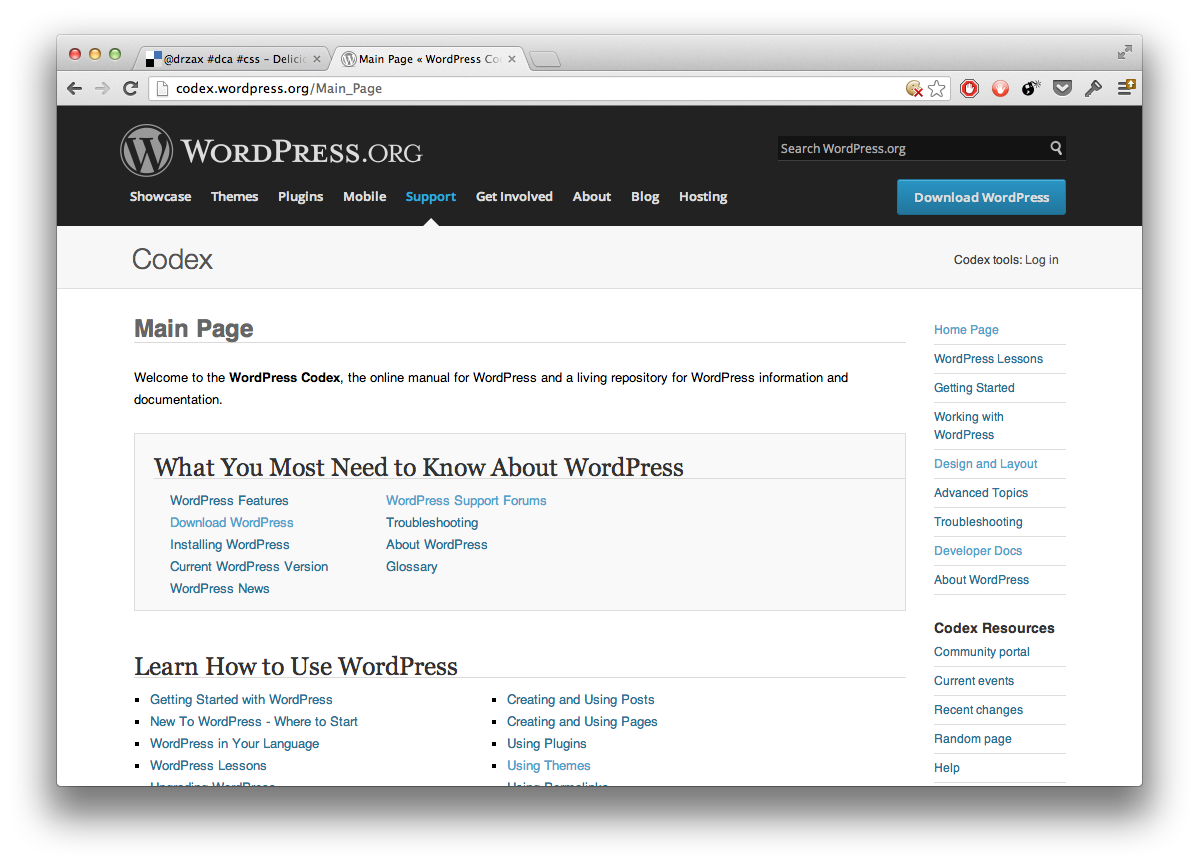 @drzax #dca #css – Delici
Main Page « WordPress Co
codex.wordpress.org/Main_Page
WORDPRESS.ORG
Search WordPress.org
Showcase Themes Plugins Mobile Support Get Involved About Blog Hosting
Download WordPress
Codex
Codex tools: Log in
Main Page
Welcome to the WordPress Codex, the online manual for WordPress and a living repository for WordPress information and
documentation.
What You Most Need to Know About WordPress
WordPress Features
Download WordPress
Installing WordPress
Current WordPress Version
WordPress News
WordPress Support Forums
Troubleshooting
About WordPress
Glossary
Learn How to Use WordPress
Getting Started with WordPress
New To WordPress - Where to Start
WordPress in Your Language
WordPress Lessons
Upgrading WordPress
Creating and Using Posts
Creating and Using Pages
Using Plugins
Using Themes
Using Permalinks
Home Page
WordPress Lessons
Getting Started
Working with
WordPress
Design and Layout
Advanced Topics
Troubleshooting
Developer Docs
About WordPress
Codex Resources
Community portal
Current events
Recent changes
Random page
Help